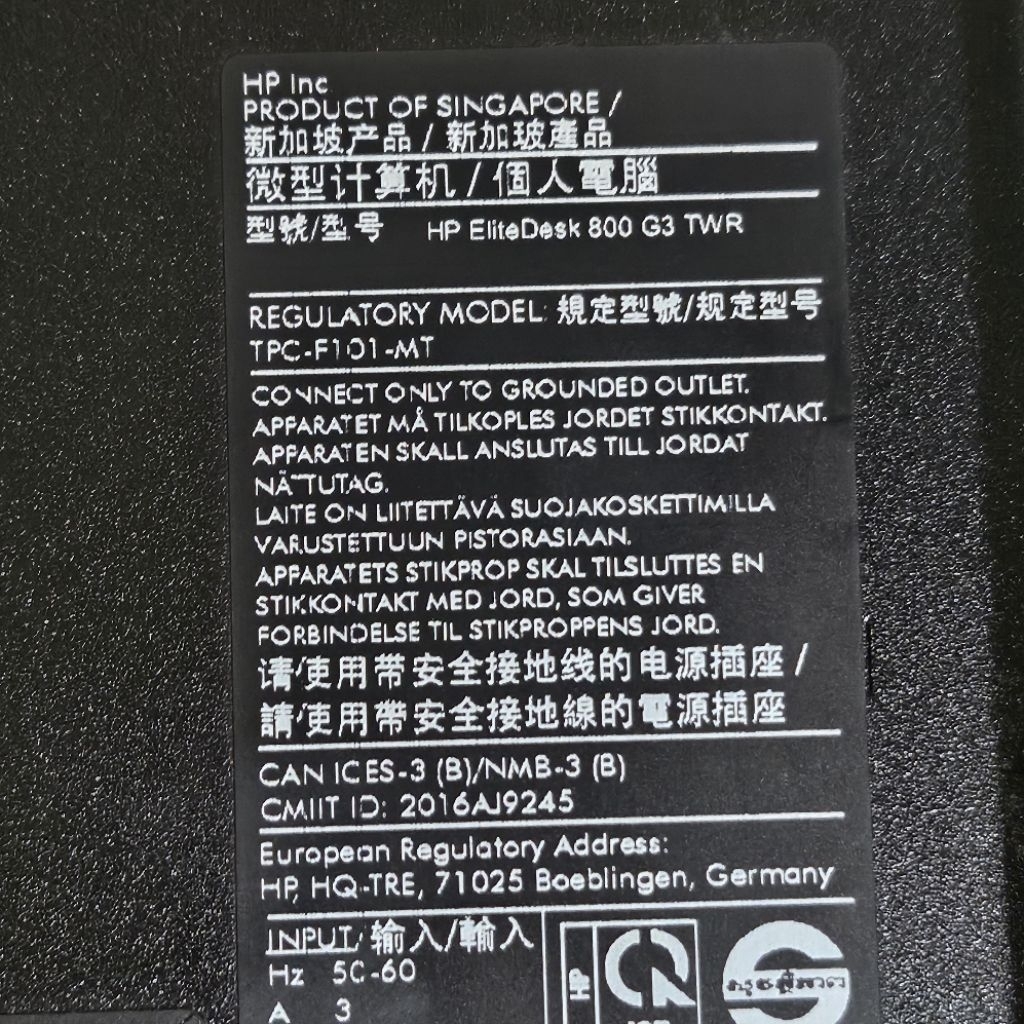 HP Inc
PRODUCT OF SINGAPORE /
新加坡产品 / 新加坡產品
微型计算机 / 個人電腦
型號/型号 HP EliteDesk 800 G3 TWR
REGULATORY MODEL: 規定型號/规定型号
TPC-F101-MT
CONNECT ONLY TO GROUNDED OUTLET.
APPARATET MÅ TILKOPLES JORDET STIKKONTAKT.
APPARATEN SKALL ANSLUTAS TILL JORDAT
NÄTTUTAG.
LAITE ON LIITETTÄVÄ SUOJAKOSKETTIMILLA
VARUSTETTUUN PISTORASIAAN.
APPARATETS STIKPROP SKAL TILSLUTTES EN
STIKKONTAKT MED JORD, SOM GIVER
FORBINDELSE TIL STIKPROPPENS JORD.
请使用带安全接地线的电源插座 /
請使用帶安全接地線的電源插座
CAN ICES-3 (B)/NMB-3 (B)
CMIIT ID: 2016AJ9245
European Regulatory Address:
HP, HQ-TRE, 71025 Boeblingen, Germany
INPUT/输入/輸入
Hz 50-60
A 3
HP